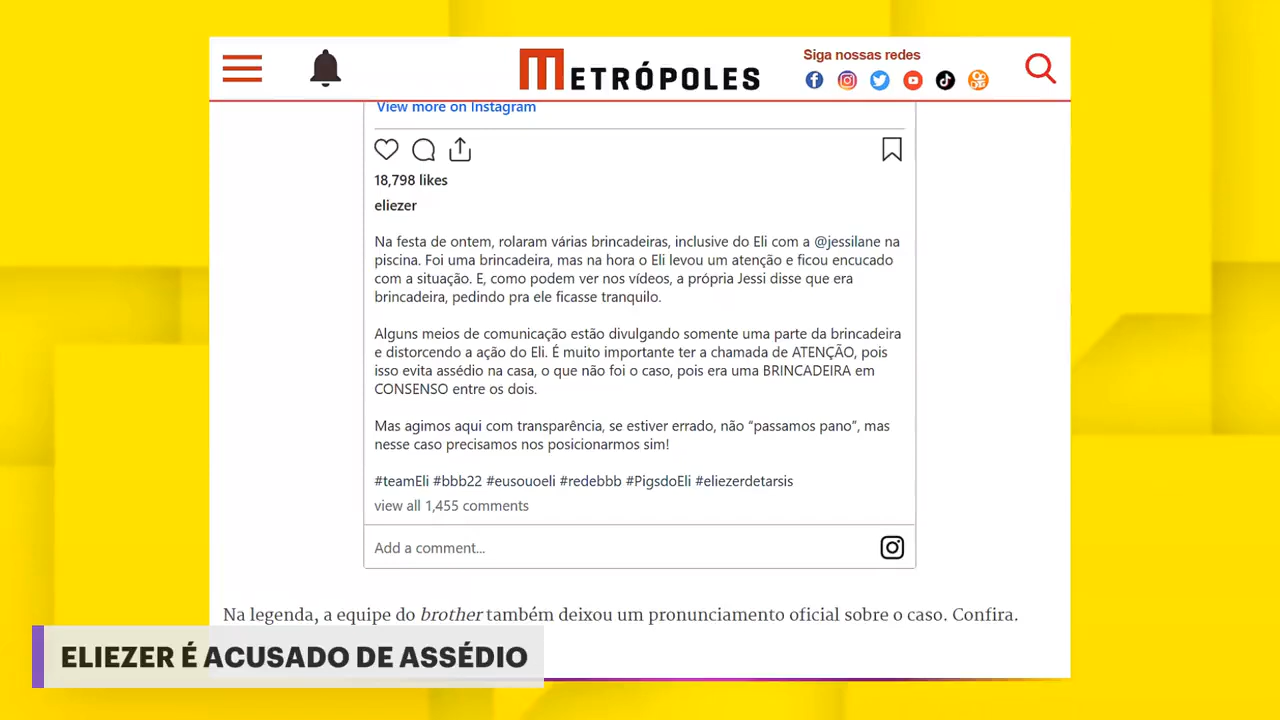 METRÓPOLES
Siga nossas redes
View more on Instagram
18,798 likes
eliezer
Na festa de ontem, rolaram várias brincadeiras, inclusive do Eli com a @jessilane na
piscina. Foi uma brincadeira, mas na hora o Eli levou um atenção e ficou encucado
com a situação. E, como podem ver nos vídeos, a própria Jessi disse que era
brincadeira, pedindo pra ele ficasse tranquilo.
Alguns meios de comunicação estão divulgando somente uma parte da brincadeira
e distorcendo a ação do Eli. É muito importante ter a chamada de ATENÇÃO, pois
isso evita assédio na casa, o que não foi o caso, pois era uma BRINCADEIRA em
CONSENSO entre os dois.
Mas agimos aqui com transparência, se estiver errado, não “passamos pano”, mas
nesse caso precisamos nos posicionarmos sim!
#teamEli #bbb22 #eusouoeli #redebbb #PigsdoEli #eliezerdetarsis
view all 1,455 comments
Add a comment...
Na legenda, a equipe do brother também deixou um pronunciamento oficial sobre o caso. Confira.
ELIEZER É ACUSADO DE ASSÉDIO